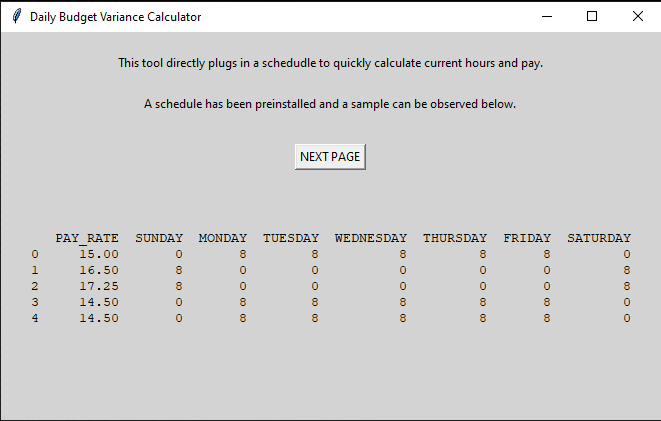 Daily Budget Variance Calculator
This tool directly plugs in a schedudle to quickly calculate current hours and pay.
A schedule has been preinstalled and a sample can be observed below.
NEXT PAGE
PAY_RATE SUNDAY MONDAY TUESDAY WEDNESDAY THURSDAY FRIDAY SATURDAY
0 15.00 0 8 8 8 8 8 0
1 16.50 8 0 0 0 0 0 8
2 17.25 8 0 0 0 0 0 8
3 14.50 0 8 8 8 8 8 0
4 14.50 0 8 8 8 8 8 0